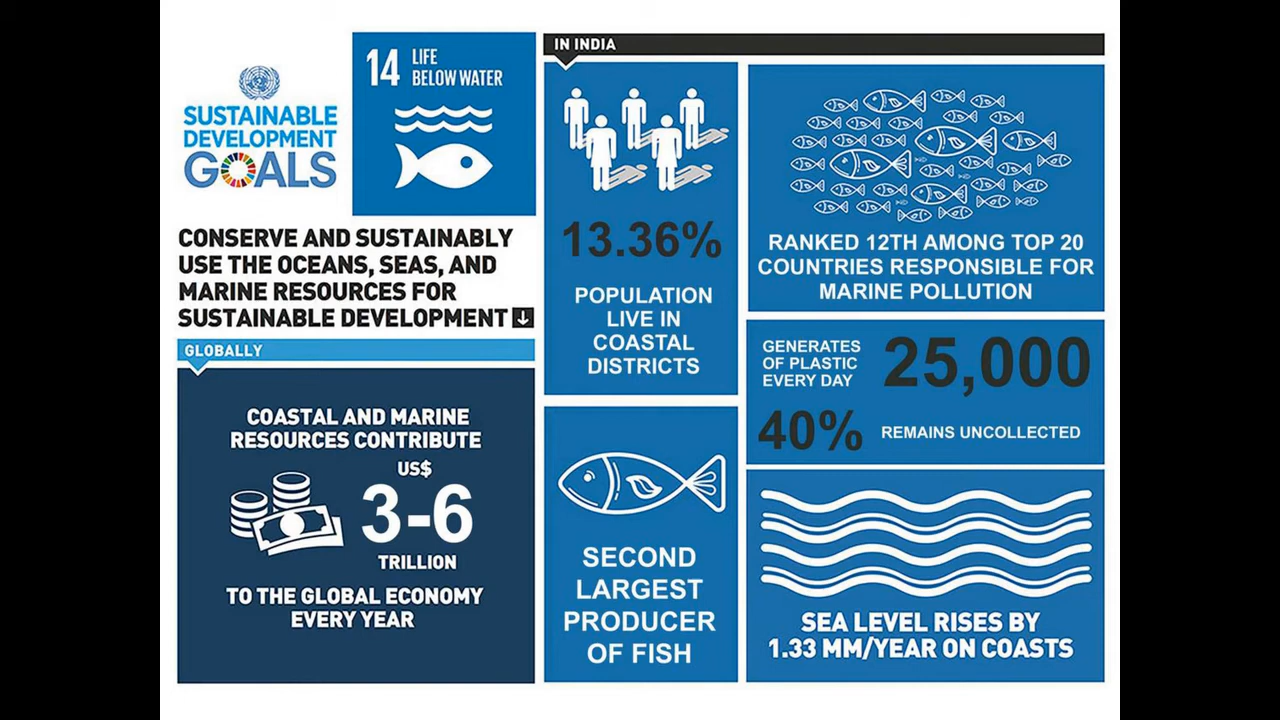 SUSTAINABLE
DEVELOPMENT
GOALS
14 LIFE
BELOW WATER
CONSERVE AND SUSTAINABLY
USE THE OCEANS, SEAS, AND
MARINE RESOURCES FOR
SUSTAINABLE DEVELOPMENT
GLOBALLY
COASTAL AND MARINE
RESOURCES CONTRIBUTE
US$
3-6
TRILLION
TO THE GLOBAL ECONOMY
EVERY YEAR
IN INDIA
13.36%
POPULATION
LIVE IN
COASTAL
DISTRICTS
SECOND
LARGEST
PRODUCER
OF FISH
RANKED 12TH AMONG TOP 20
COUNTRIES RESPONSIBLE FOR
MARINE POLLUTION
GENERATES
OF PLASTIC
EVERY DAY
25,000
40% REMAINS UNCOLLECTED
SEA LEVEL RISES BY
1.33 MM/YEAR ON COASTS